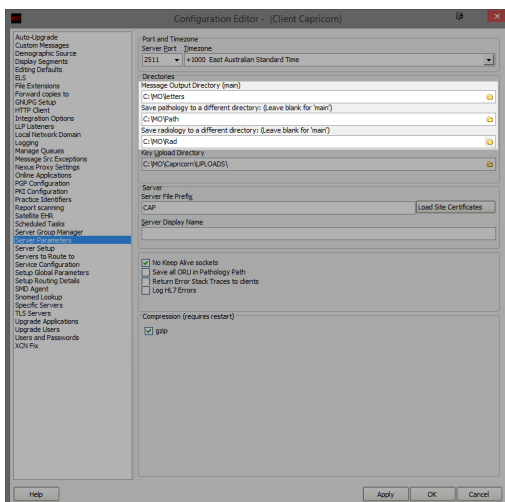 Configuration Editor - (Client Capricorn)
Auto-Upgrade
Custom Messages
Demographic Source
Display Segments
Editing Defaults
ELS
File Extensions
Forward copies to
GNUPG Setup
HTTP Client
Integration Options
LLP Listeners
Local Network Domain
Logging
Manage Queues
Message Src Exceptions
Nexus Proxy Settings
Online Applications
PGP Configuration
PKI Configuration
Practice Identifiers
Report scanning
Satellite EHR
Scheduled Tasks
Server Group Manager
Server Parameters
Server Setup
Servers to Route to
Service Configuration
Setup Global Parameters
Setup Routing Details
SMD Agent
Snomed Lookup
Specific Servers
TLS Servers
Upgrade Applications
Upgrade Users
Users and Passwords
XCN Fix
Port and Timezone
Server Port Timezone
2511 +1000 East Australian Standard Time
Directories
Message Output Directory (main)
C:\MO\letters
Save pathology to a different directory: (Leave blank for 'main')
C:\MO\Path
Save radiology to a different directory: (Leave blank for 'main')
C:\MO\Rad
Key Upload Directory
C:\MO\Capricorn\UPLOADS\
Server
Server File Prefix
CAP Load Site Certificates
Server Display Name
No Keep Alive sockets
Save all ORU in Pathology Path
Return Error Stack Traces to clients
Log HL7 Errors
Compression (requires restart)
gzip
Help Apply OK Cancel